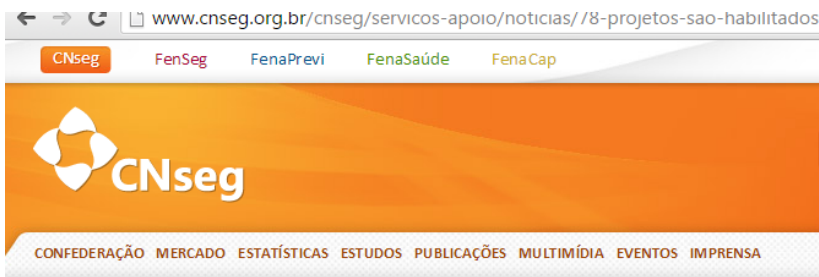 www.cnseg.org.br/cnseg/servicos-apoio/noticias/78-projetos-sao-habilitados
CNseg FenSeg FenaPrevi FenaSaúde FenaCap
CNseg
CONFEDERAÇÃO MERCADO ESTATÍSTICAS ESTUDOS PUBLICAÇÕES MULTIMÍDIA EVENTOS IMPRENSA